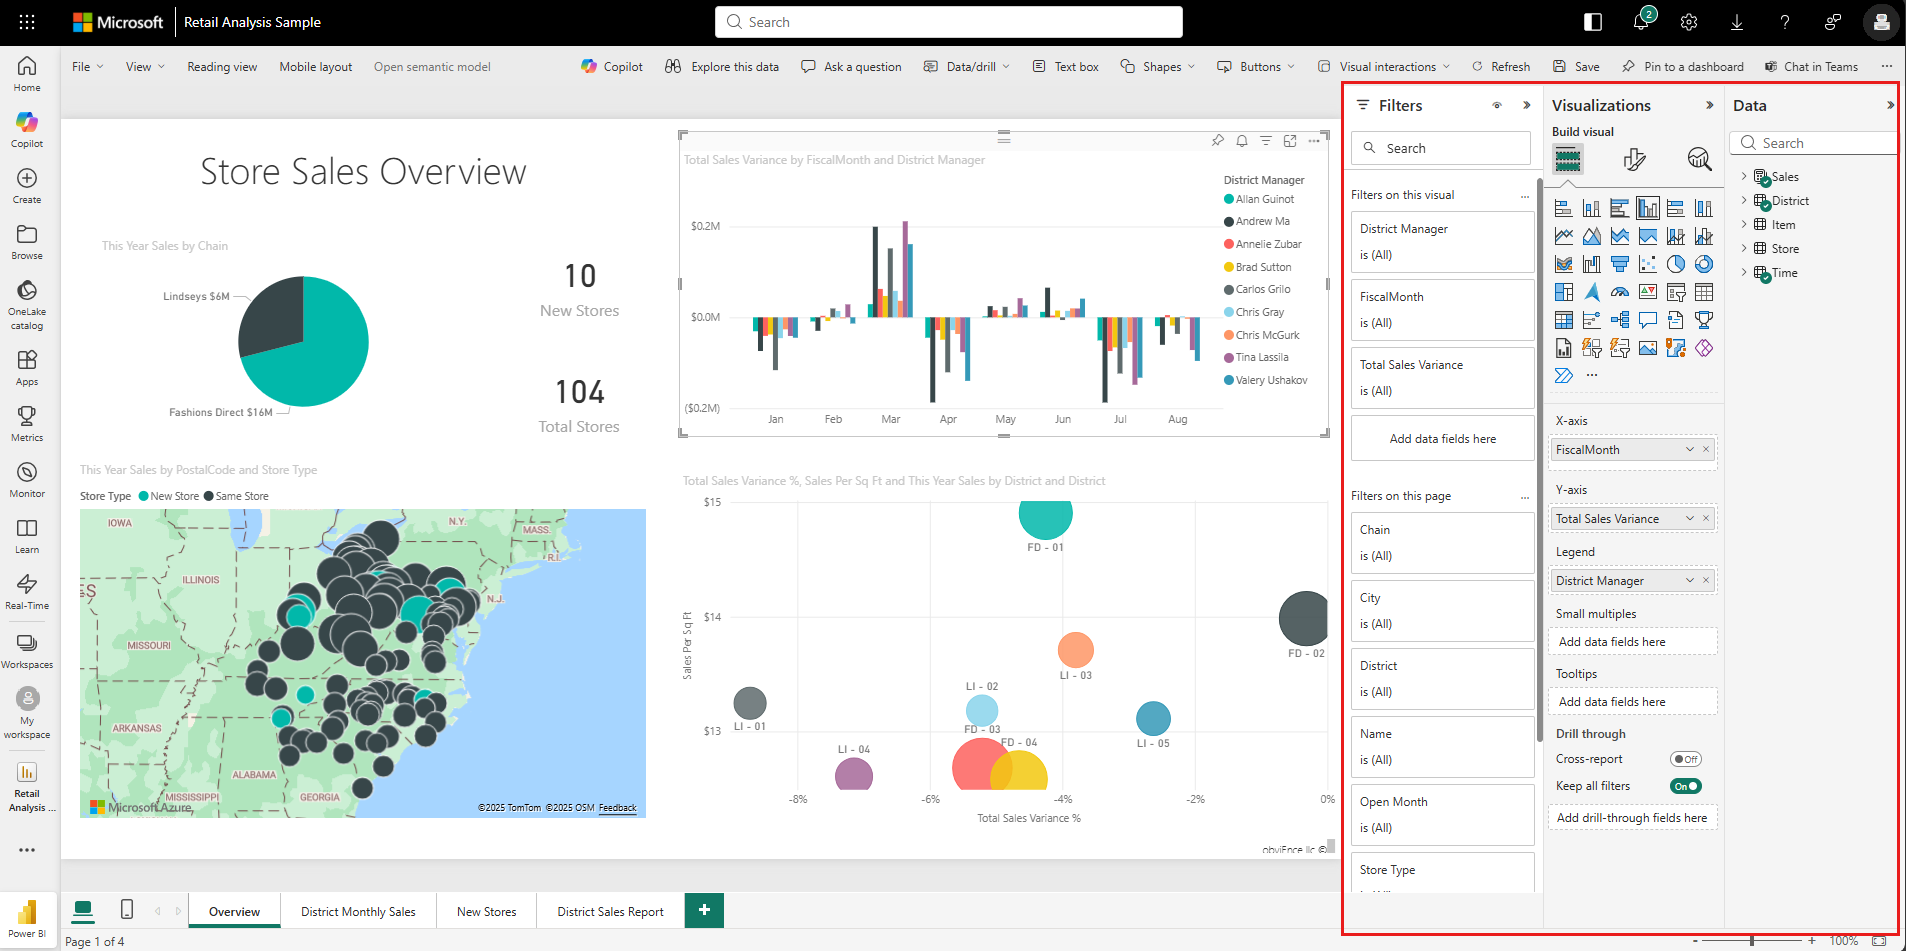 Microsoft
Retail Analysis Sample
Search
2
File
View
Reading view
Mobile layout
Open semantic model
Copilot
Explore this data
Ask a question
Data/drill
Text box
Shapes
Buttons
Visual interactions
Refresh
Save
Pin to a dashboard
Chat in Teams
Home
Copilot
Create
Browse
OneLake
catalog
Apps
Metrics
Monitor
Learn
Real-Time
Workspaces
My
workspace
Retail
Analysis ...
Power BI
Store Sales Overview
This Year Sales by Chain
Lindseys $6M
Fashions Direct $16M
10
New Stores
104
Total Stores
Total Sales Variance by FiscalMonth and District Manager
$0.2M
$0.0M
($0.2M)
Jan
Feb
Mar
Apr
May
Jun
Jul
Aug
District Manager
Allan Guinot
Andrew Ma
Annelie Zubar
Brad Sutton
Carlos Grilo
Chris Gray
Chris McGurk
Tina Lassila
Valery Ushakov
This Year Sales by PostalCode and Store Type
Store Type
New Store
Same Store
IOWA
N.Y.
MASS.
R.I.
ES
ILLINOIS
N.J.
MISSOURI
ARKANSAS
ALABAMA
MISSISSIPPI
GEORGIA
Microsoft Azure
©2025 TomTom ©2025 OSM Feedback
Total Sales Variance %, Sales Per Sq Ft and This Year Sales by District and District
$15
$14
$13
Sales Per Sq Ft
FD - 01
FD - 02
LI - 03
LI - 02
LI - 01
FD - 03
FD - 04
LI - 05
LI - 04
-8%
-6%
-4%
-2%
0%
Total Sales Variance %
obviEnce llc ©
Filters
Search
Filters on this visual
...
District Manager
is (All)
FiscalMonth
is (All)
Total Sales Variance
is (All)
Add data fields here
Filters on this page
...
Chain
is (All)
City
is (All)
District
is (All)
Name
is (All)
Open Month
is (All)
Store Type
Visualizations
Build visual
...
X-axis
FiscalMonth
Y-axis
Total Sales Variance
Legend
District Manager
Small multiples
Add data fields here
Tooltips
Add data fields here
Drill through
Cross-report
Off
Keep all filters
On
Add drill-through fields here
Data
Search
Sales
District
Item
Store
Time
Overview
District Monthly Sales
New Stores
District Sales Report
+
Page 1 of 4
- + 100%